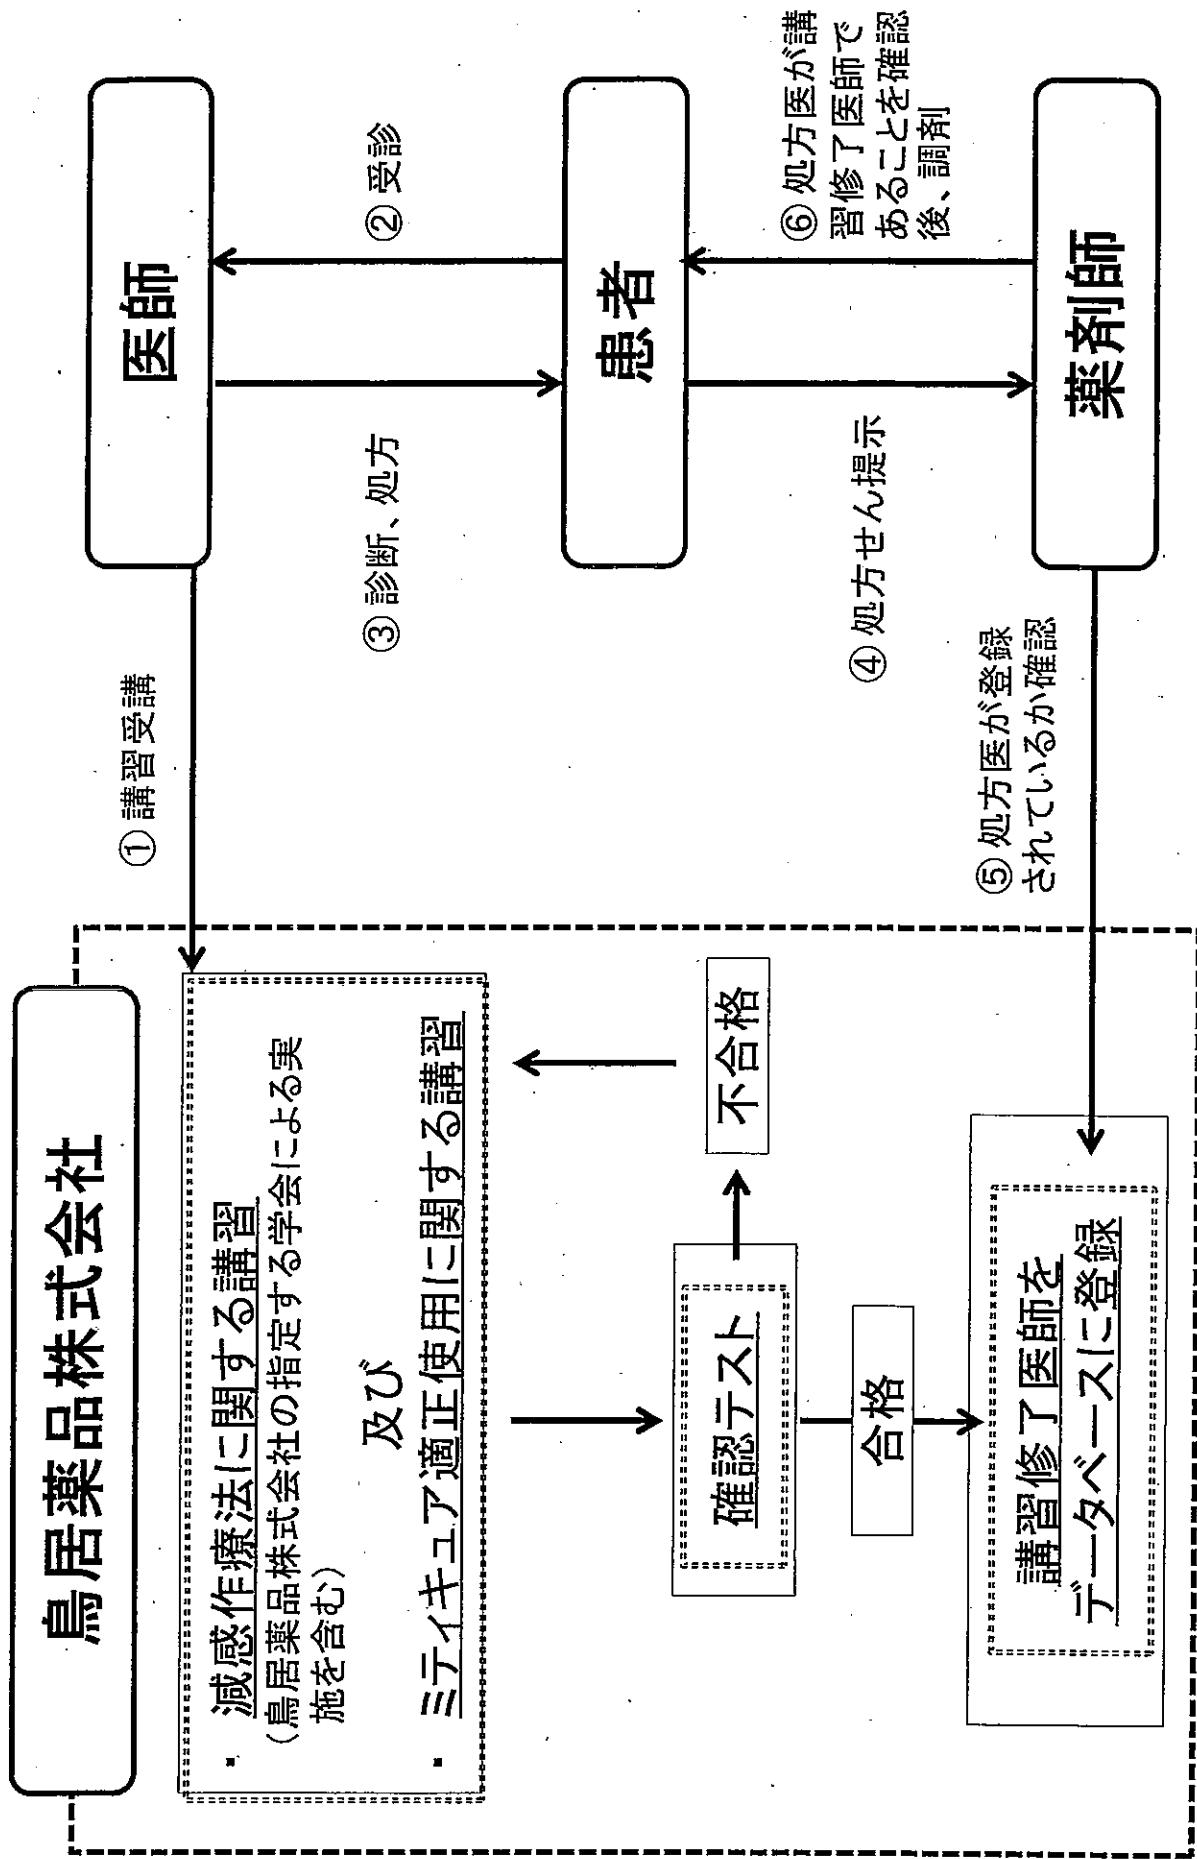 鳥居薬品株式会社
・ 減感作療法に関する講習
(鳥居薬品株式会社の指定する学会による実
施を含む)
及び
・ ミティキュア適正使用に関する講習
確認テスト
不合格
合格
講習修了医師を
データベースに登録
① 講習受講
医師
② 受診
③ 診断、処方
患者
④ 処方せん提示
⑤ 処方医が登録
されているか確認
⑥ 処方医が講
習修了医師で
あることを確認
後、調剤
薬剤師